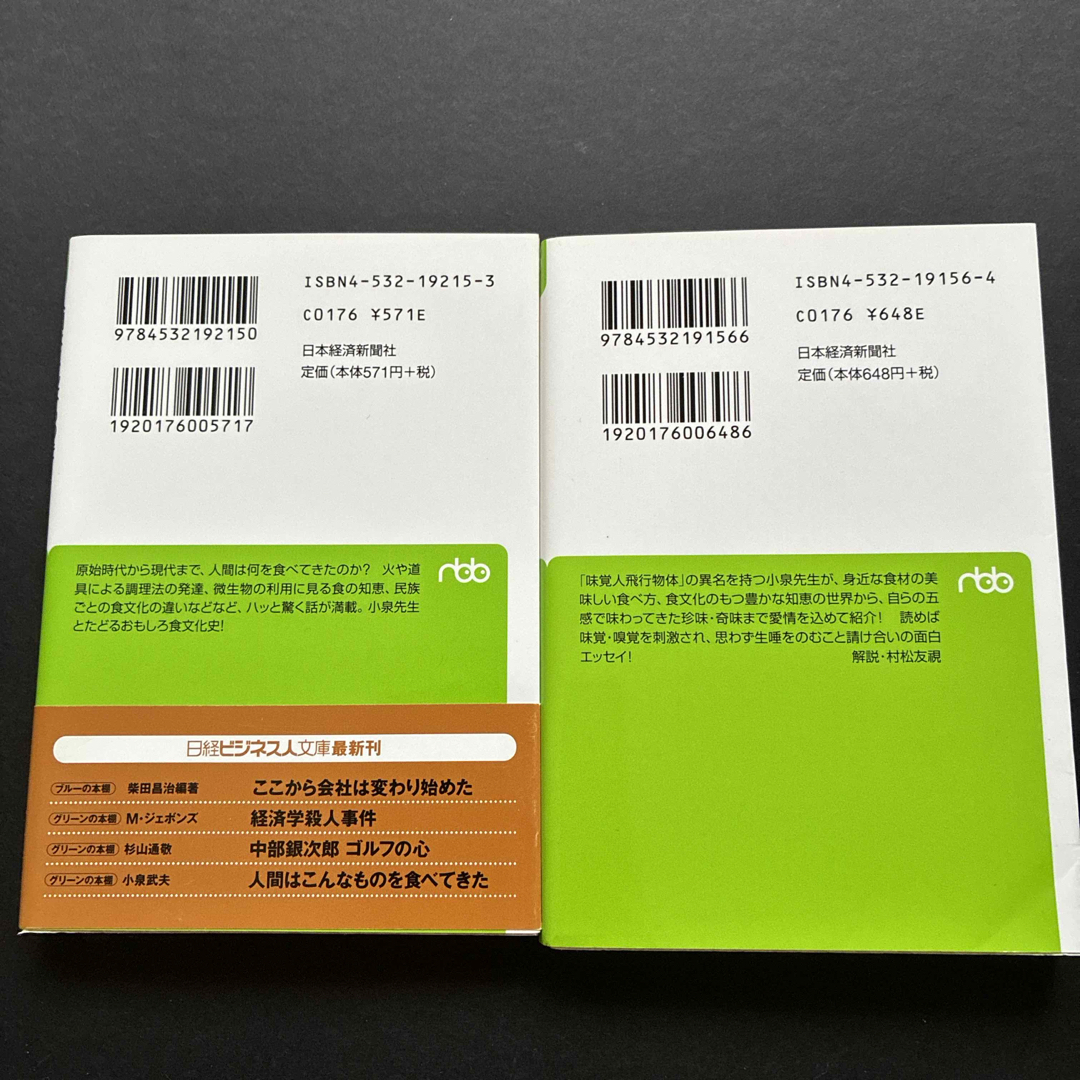 ISBN4-532-19215-3
C0176 ¥571E
9784532192150
日本経済新聞社
定価(本体571円+税)
1920176005717
原始時代から現代まで、人間は何を食べてきたのか? 火や道
具による調理法の発達、微生物の利用に見る食の知恵、民族
ごとの食文化の違いなどなど、ハッと驚く話が満載。小泉先生
とたどるおもしろ食文化史!
nbb
日経ビジネス人文庫最新刊
ブルーの本棚 柴田昌治編著 ここから会社は変わり始めた
グリーンの本棚 M・ジェボンズ 経済学殺人事件
グリーンの本棚 杉山通敬 中部銀次郎 ゴルフの心
グリーンの本棚 小泉武夫 人間はこんなものを食べてきた
ISBN4-532-19156-4
C0176 ¥648E
9784532191566
日本経済新聞社
定価(本体648円+税)
1920176006486
「味覚人飛行物体」の異名を持つ小泉先生が、身近な食材の美
味しい食べ方、食文化のもつ豊かな知恵の世界から、自らの五
感で味わってきた珍味・奇味まで愛情を込めて紹介! 読めば
味覚・嗅覚を刺激され、思わず生唾をのむこと請け合いの面白
エッセイ! 解説・村松友視
nbb